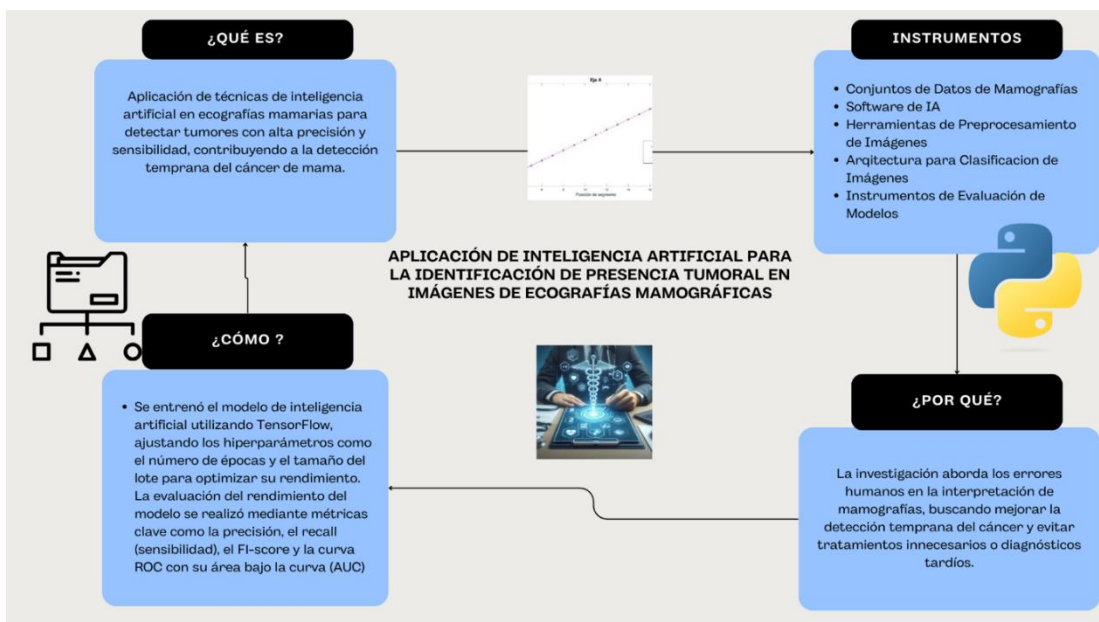 ¿QUÉ ES?
Aplicación de técnicas de inteligencia
artificial en ecografías mamarias para
detectar tumores con alta precisión y
sensibilidad, contribuyendo a la detección
temprana del cáncer de mama.
Eje X
Posición de segmento
INSTRUMENTOS
• Conjuntos de Datos de Mamografías
• Software de IA
• Herramientas de Preprocesamiento
de Imágenes
• Arqitectura para Clasificacion de
Imágenes
• Instrumentos de Evaluación de
Modelos
APLICACIÓN DE INTELIGENCIA ARTIFICIAL PARA
LA IDENTIFICACIÓN DE PRESENCIA TUMORAL EN
IMÁGENES DE ECOGRAFÍAS MAMOGRÁFICAS
¿CÓMO ?
• Se entrenó el modelo de inteligencia
artificial utilizando TensorFlow,
ajustando los hiperparámetros como
el número de épocas y el tamaño del
lote para optimizar su rendimiento.
La evaluación del rendimiento del
modelo se realizó mediante métricas
clave como la precisión, el recall
(sensibilidad), el FI-score y la curva
ROC con su área bajo la curva (AUC)
¿POR QUÉ?
La investigación aborda los errores
humanos en la interpretación de
mamografías, buscando mejorar la
detección temprana del cáncer y evitar
tratamientos innecesarios o diagnósticos
tardíos.